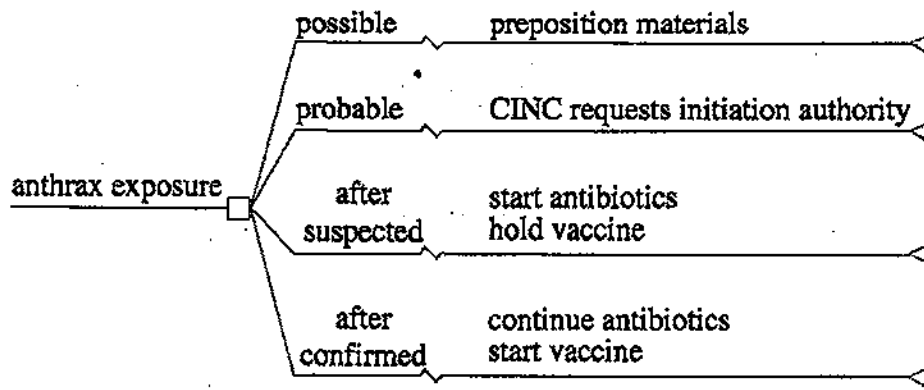 possible preposition materials
probable CINC requests initiation authority
anthrax exposure
after start antibiotics
suspected hold vaccine
after continue antibiotics
confirmed start vaccine